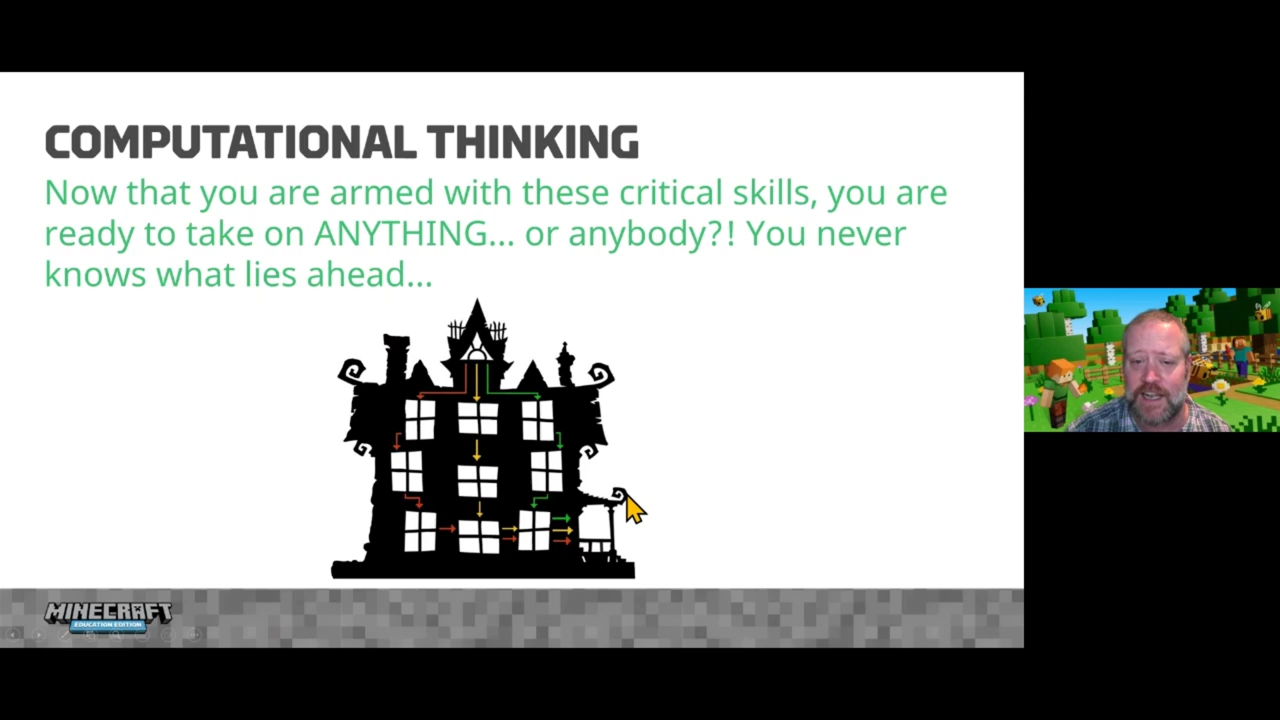 COMPUTATIONAL THINKING
Now that you are armed with these critical skills, you are
ready to take on ANYTHING... or anybody?! You never
knows what lies ahead...
MINECRAFT
EDUCATION EDITION